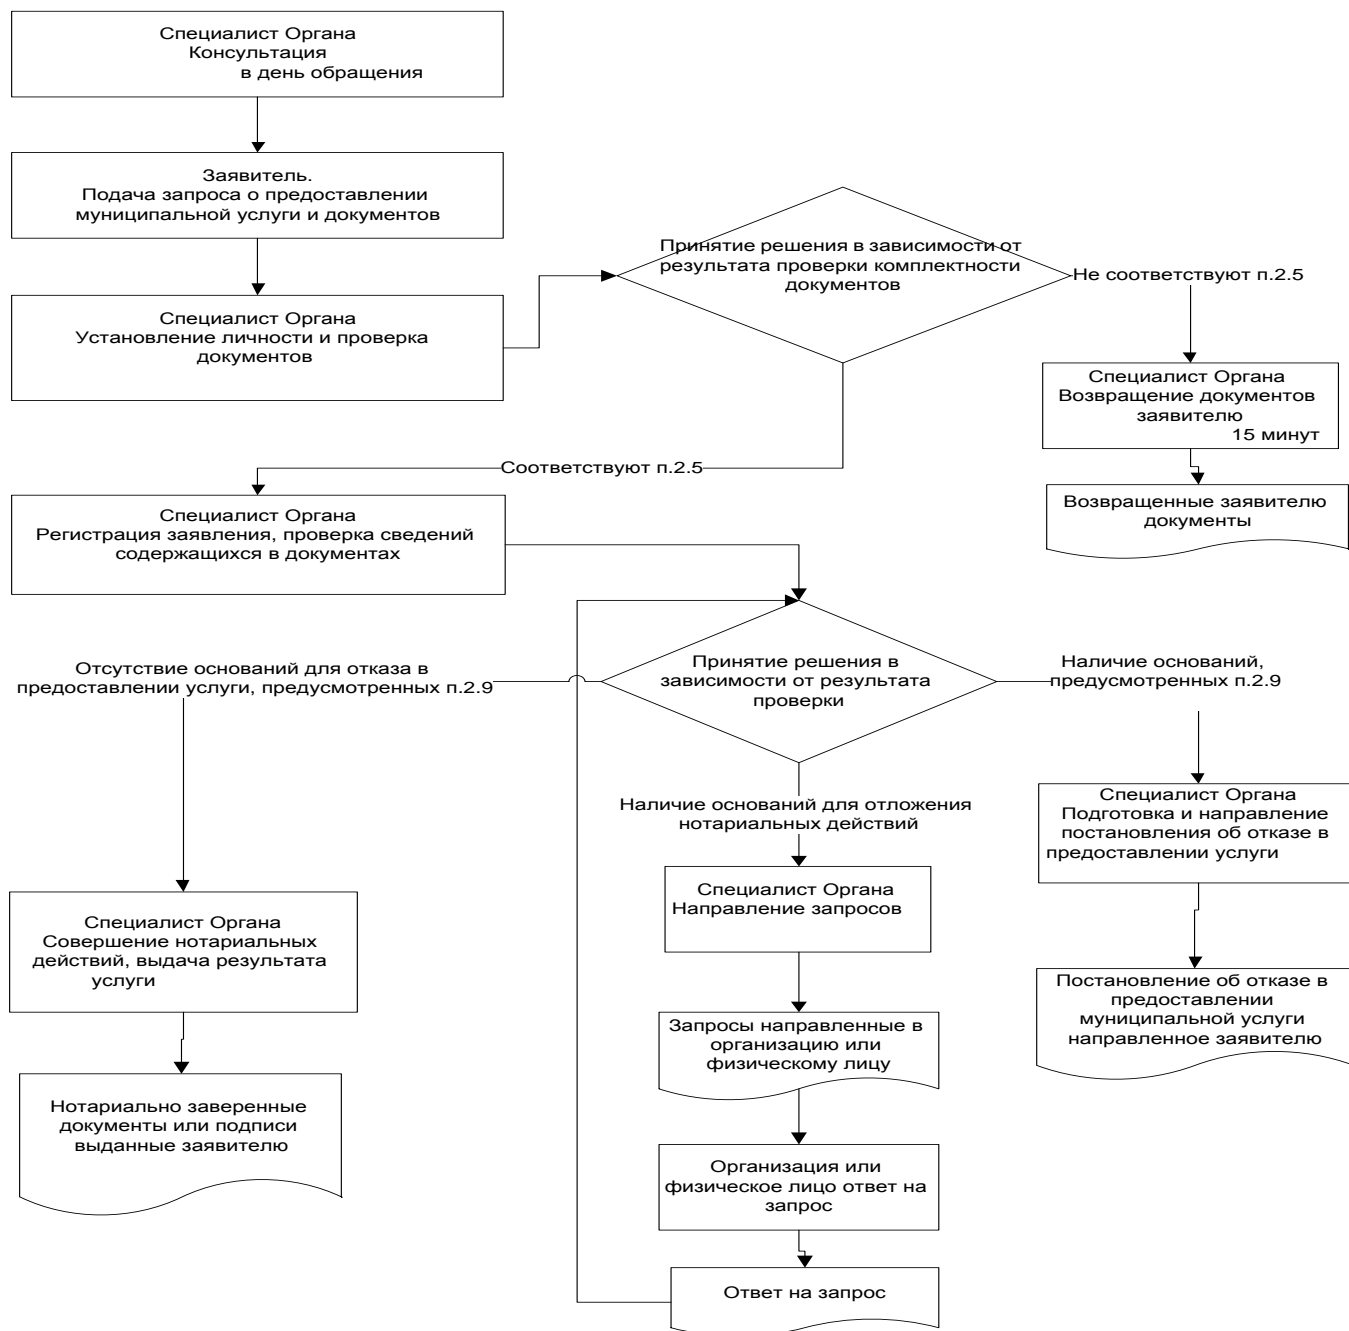 Специалист Органа
Консультация
в день обращения
Заявитель.
Подача запроса о предоставлении
муниципальной услуги и документов
Специалист Органа
Установление личности и проверка
документов
Принятие решения в зависимости от
результата проверки комплектности
документов
Не соответствуют п.2.5
Специалист Органа
Возвращение документов
заявителю
15 минут
Возвращенные заявителю
документы
Соответствуют п.2.5
Специалист Органа
Регистрация заявления, проверка сведений
содержащихся в документах
Принятие решения в
зависимости от результата
проверки
Отсутствие оснований для отказа в
предоставлении услуги, предусмотренных п.2.9
Наличие оснований,
предусмотренных п.2.9
Наличие оснований для отложения
нотариальных действий
Специалист Органа
Подготовка и направление
постановления об отказе в
предоставлении услуги
Специалист Органа
Направление запросов
Специалист Органа
Совершение нотариальных
действий, выдача результата
услуги
Постановление об отказе в
предоставлении
муниципальной услуги
направленное заявителю
Запросы направленные в
организацию или
физическому лицу
Нотариально заверенные
документы или подписи
выданные заявителю
Организация или
физическое лицо ответ на
запрос
Ответ на запрос